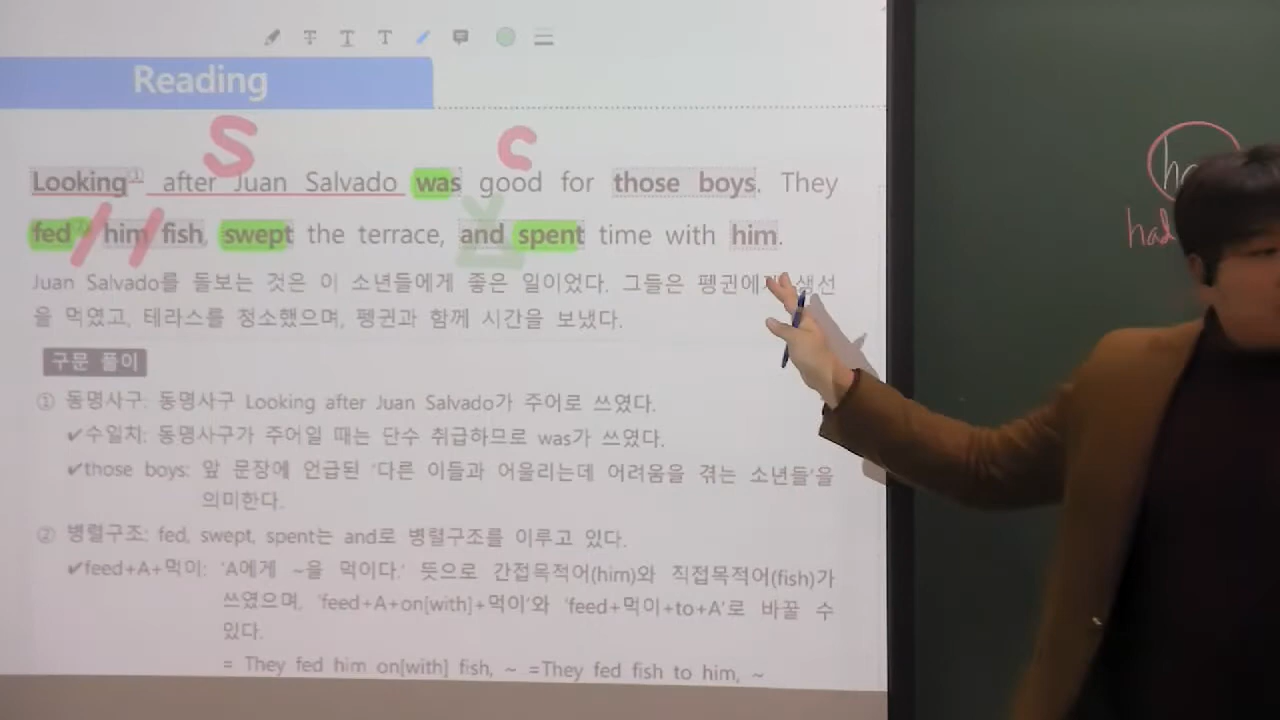 Reading
S
C
Looking① after Juan Salvado was good for those boys. They
fed② him fish, swept the terrace, and spent time with him.
Juan Salvado를 돌보는 것은 이 소년들에게 좋은 일이었다. 그들은 펭귄에게 생선
을 먹였고, 테라스를 청소했으며, 펭귄과 함께 시간을 보냈다.
구문 풀이
① 동명사구: 동명사구 Looking after Juan Salvado가 주어로 쓰였다.
✔수일치: 동명사구가 주어일 때는 단수 취급하므로 was가 쓰였다.
✔those boys: 앞 문장에 언급된 '다른 이들과 어울리는데 어려움을 겪는 소년들'을
의미한다.
② 병렬구조: fed, swept, spent는 and로 병렬구조를 이루고 있다.
✔feed+A+먹이: 'A에게 ~을 먹이다.' 뜻으로 간접목적어(him)와 직접목적어(fish)가
쓰였으며, 'feed+A+on[with]+먹이'와 'feed+먹이+to+A'로 바꿀 수
있다.
= They fed him on[with] fish, ~ =They fed fish to him, ~
had